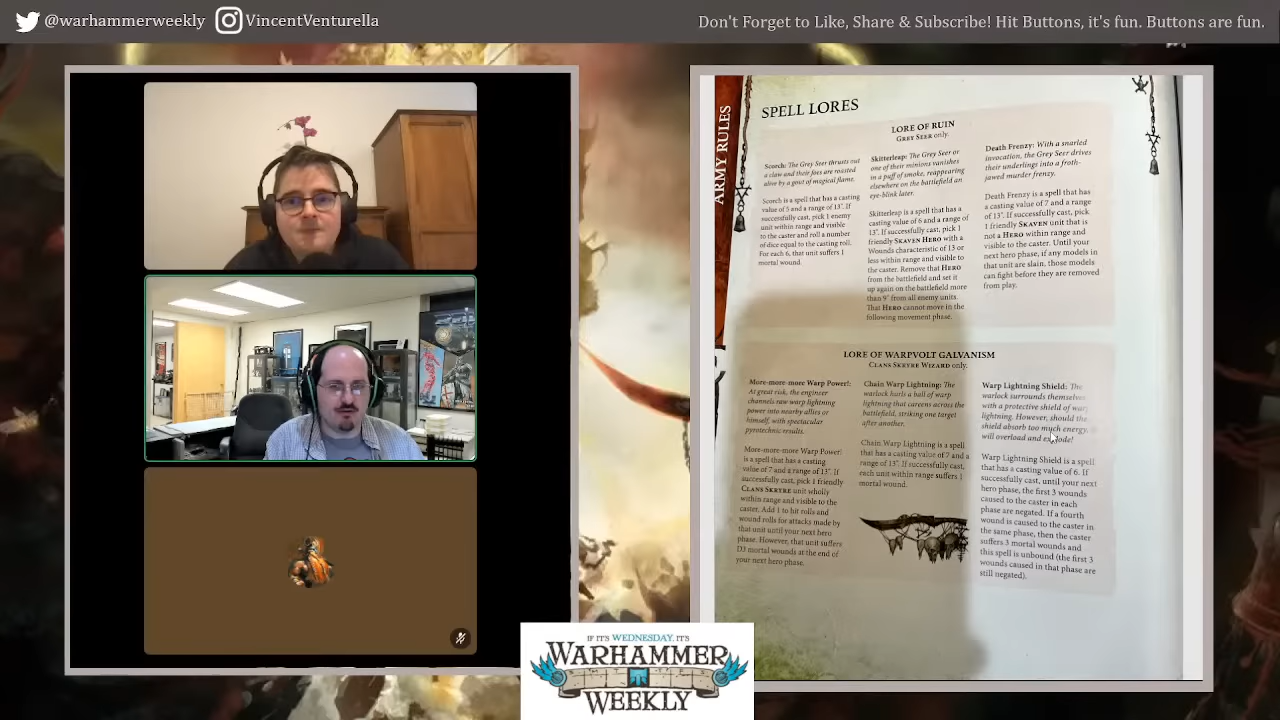 @warhammerweekly
VincentVenturella
Don't Forget to Like, Share & Subscribe! Hit Buttons, it's fun. Buttons are fun.
ARMY RULES
SPELL LORES
LORE OF RUIN
GREY SEER only.
Scorch: The Grey Seer thrusts out
a claw and their foes are roasted
alive by a gout of magical flame.
Scorch is a spell that has a casting
value of 5 and a range of 13". If
successfully cast, pick 1 enemy
unit within range and visible
to the caster and roll a number
of dice equal to the casting roll.
For each 6, that unit suffers 1
mortal wound.
Skitterleap: The Grey Seer or
one of their minions vanishes
in a puff of smoke, reappearing
elsewhere on the battlefield an
eye-blink later.
Skitterleap is a spell that has a
casting value of 6 and a range of
13". If successfully cast, pick 1
friendly SKAVEN HERO with a
Wounds characteristic of 13 or
less within range and visible to
the caster. Remove that HERO
from the battlefield and set it
up again on the battlefield more
than 9" from all enemy units.
That HERO cannot move in the
following movement phase.
Death Frenzy: With a snarled
invocation, the Grey Seer drives
their underlings into a froth-
jawed murder frenzy.
Death Frenzy is a spell that has
a casting value of 7 and a range
of 13". If successfully cast, pick
1 friendly SKAVEN unit that is
not a HERO within range and
visible to the caster. Until your
next hero phase, if any models in
that unit are slain, those models
can fight before they are removed
from play.
LORE OF WARPVOLT GALVANISM
CLANS SKRYRE WIZARD only.
More-more-more Warp Power!:
At great risk, the engineer
channels raw warp lightning
power into nearby allies or
himself, with spectacular
pyrotechnic results.
More-more-more Warp Power!
is a spell that has a casting
value of 7 and a range of 13". If
successfully cast, pick 1 friendly
CLANS SKRYRE unit wholly
within range and visible to the
caster. Add 1 to hit rolls and
wound rolls for attacks made by
that unit until your next hero
phase. However, that unit suffers
D3 mortal wounds at the end of
your next hero phase.
Chain Warp Lightning: The
warlock hurls a ball of warp
lightning that careens across the
battlefield, striking one target
after another.
Chain Warp Lightning is a spell
that has a casting value of 7 and a
range of 13". If successfully cast,
each unit within range suffers 1
mortal wound.
Warp Lightning Shield: The
warlock surrounds themselves
with a protective shield of warp
lightning. However, should the
shield absorb too much energy,
will overload and explode!
Warp Lightning Shield is a spell
that has a casting value of 6. If
successfully cast, until your next
hero phase, the first 3 wounds
caused to the caster in each
phase are negated. If a fourth
wound is caused to the caster in
the same phase, then the caster
suffers 3 mortal wounds and
this spell is unbound (the first 3
wounds caused in that phase are
still negated).
IF IT'S WEDNESDAY, IT'S
WARHAMMER
WEEKLY